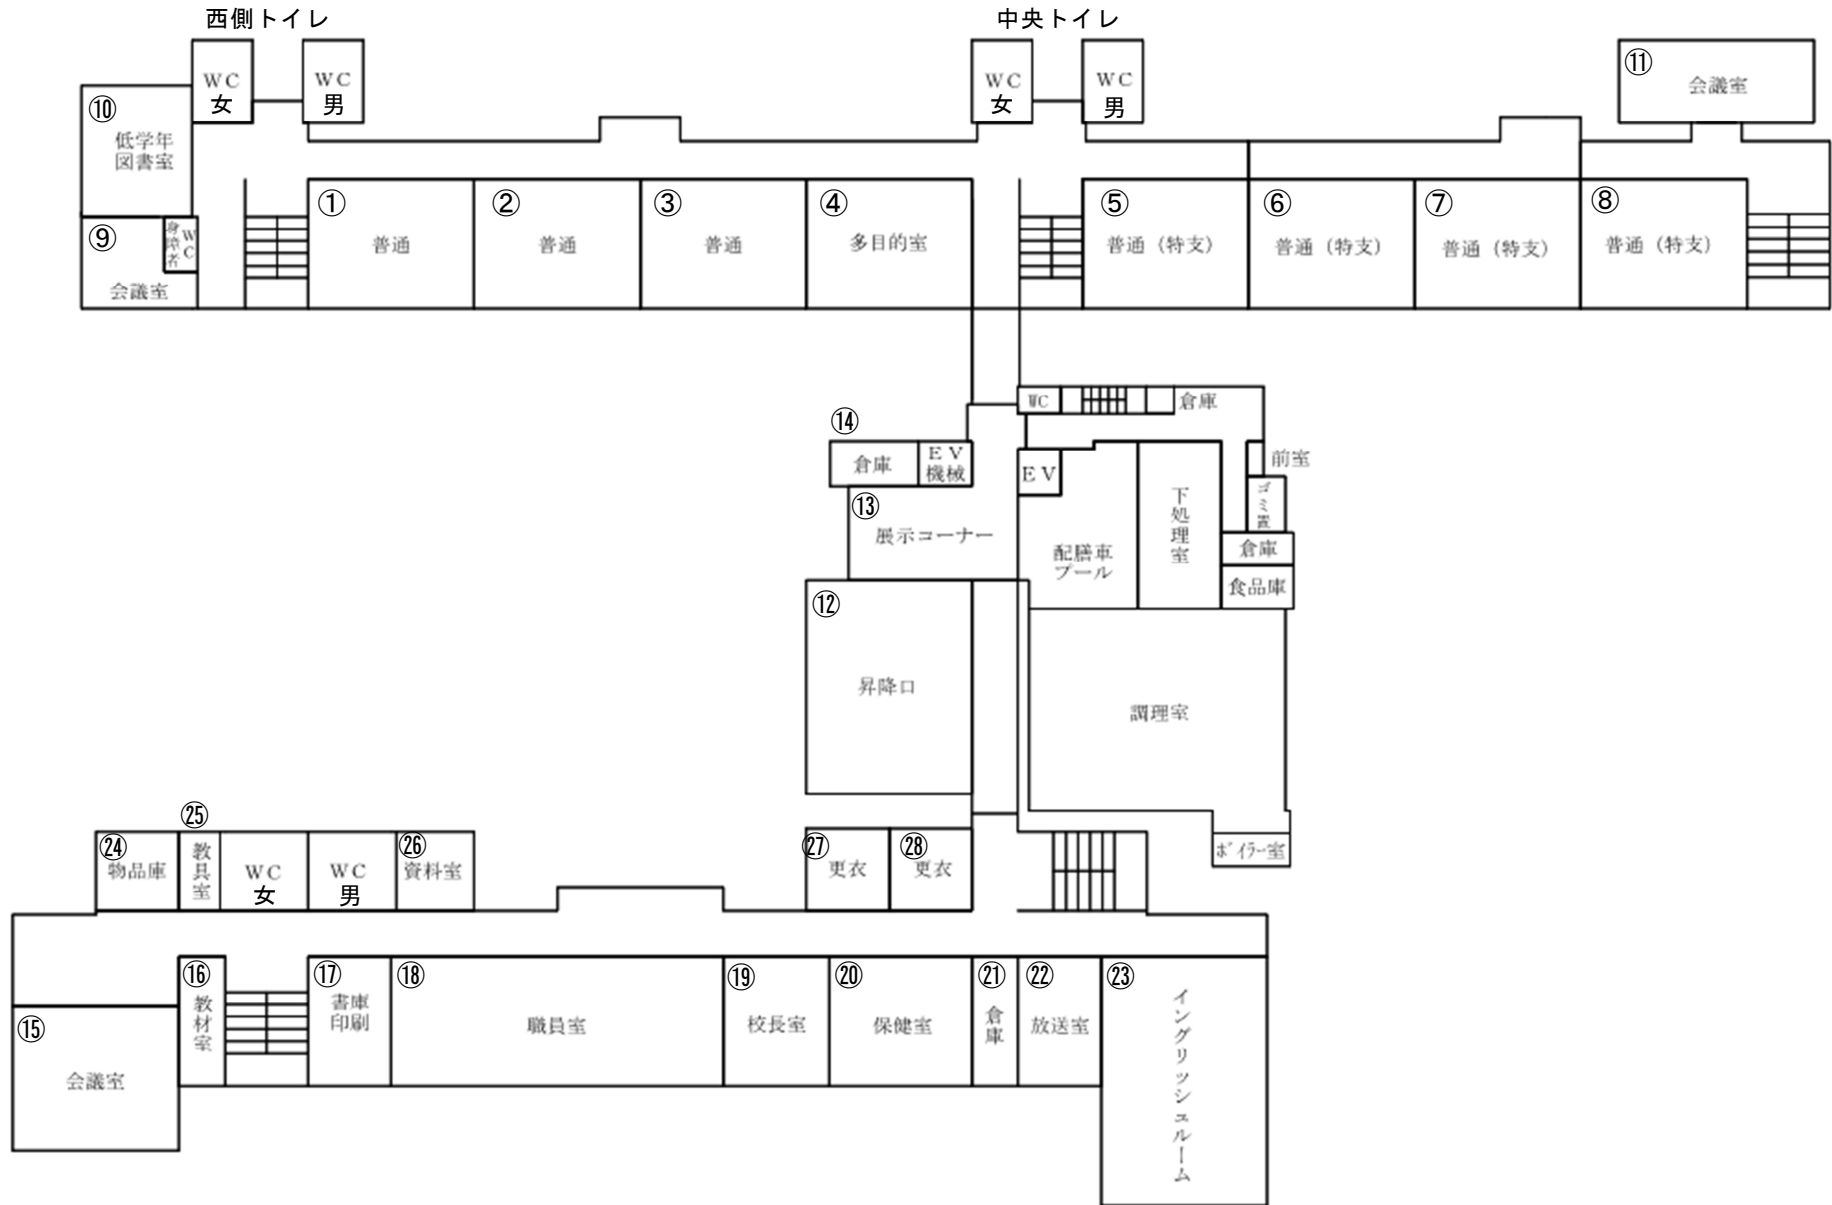 西側トイレ
中央トイレ
WC
女
WC
男
WC
女
WC
男
⑪
会議室
⑩
低学年
図書室
①
普通
②
普通
③
普通
④
多目的室
⑤
普通（特支）
⑥
普通（特支）
⑦
普通（特支）
⑧
普通（特支）
⑨
身障者
WC
会議室
WC
倉庫
⑭
倉庫
EV
機械
EV
前室
ゴミ置
⑬
展示コーナー
配膳車
プール
下処理室
倉庫
食品庫
⑫
昇降口
調理室
ボイラー室
㉔
物品庫
㉕
教具室
WC
女
WC
男
㉖
資料室
㉗
更衣
㉘
更衣
⑮
会議室
⑯
教材室
⑰
書庫
印刷
⑱
職員室
⑲
校長室
⑳
保健室
㉑
倉庫
㉒
放送室
㉓
イングリッシュルーム